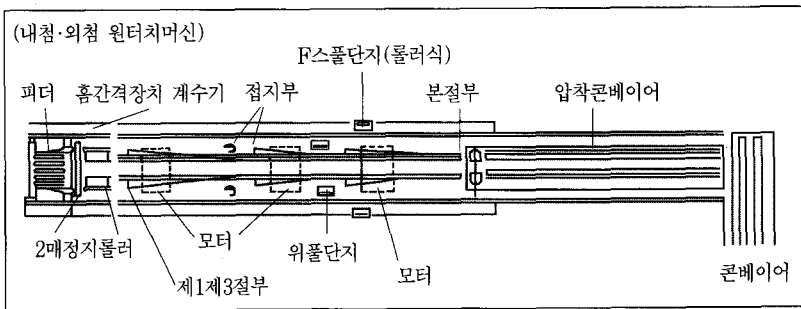 (내첨·외첨 원터치머신)
F스풀단지(롤러식)
피더 홈간격장치 계수기 접지부 본절부 압착콘베이어
2매정지롤러 모터 위풀단지 모터 콘베이어
제1제3절부